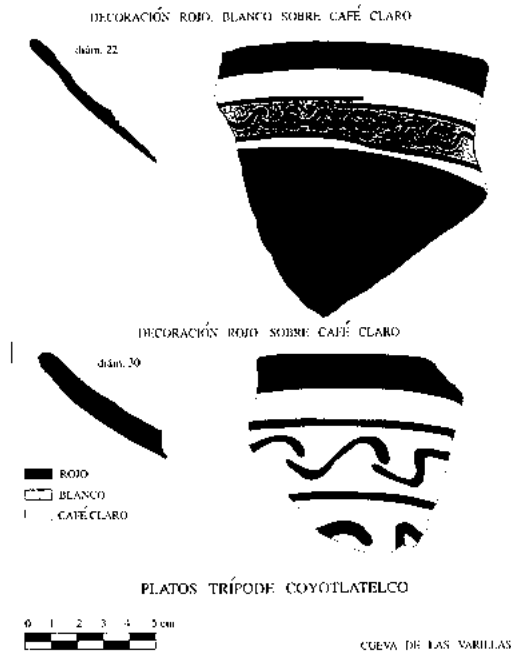 DECORACIÓN ROJO, BLANCO SOBRE CAFÉ CLARO
diám. 22
DECORACIÓN ROJO SOBRE CAFÉ CLARO
diám. 30
ROJO
BLANCO
CAFÉ CLARO
PLATOS TRÍPODE COYOTLATELCO
0 1 2 3 4 5 cm
CUEVA DE LAS VARILLAS